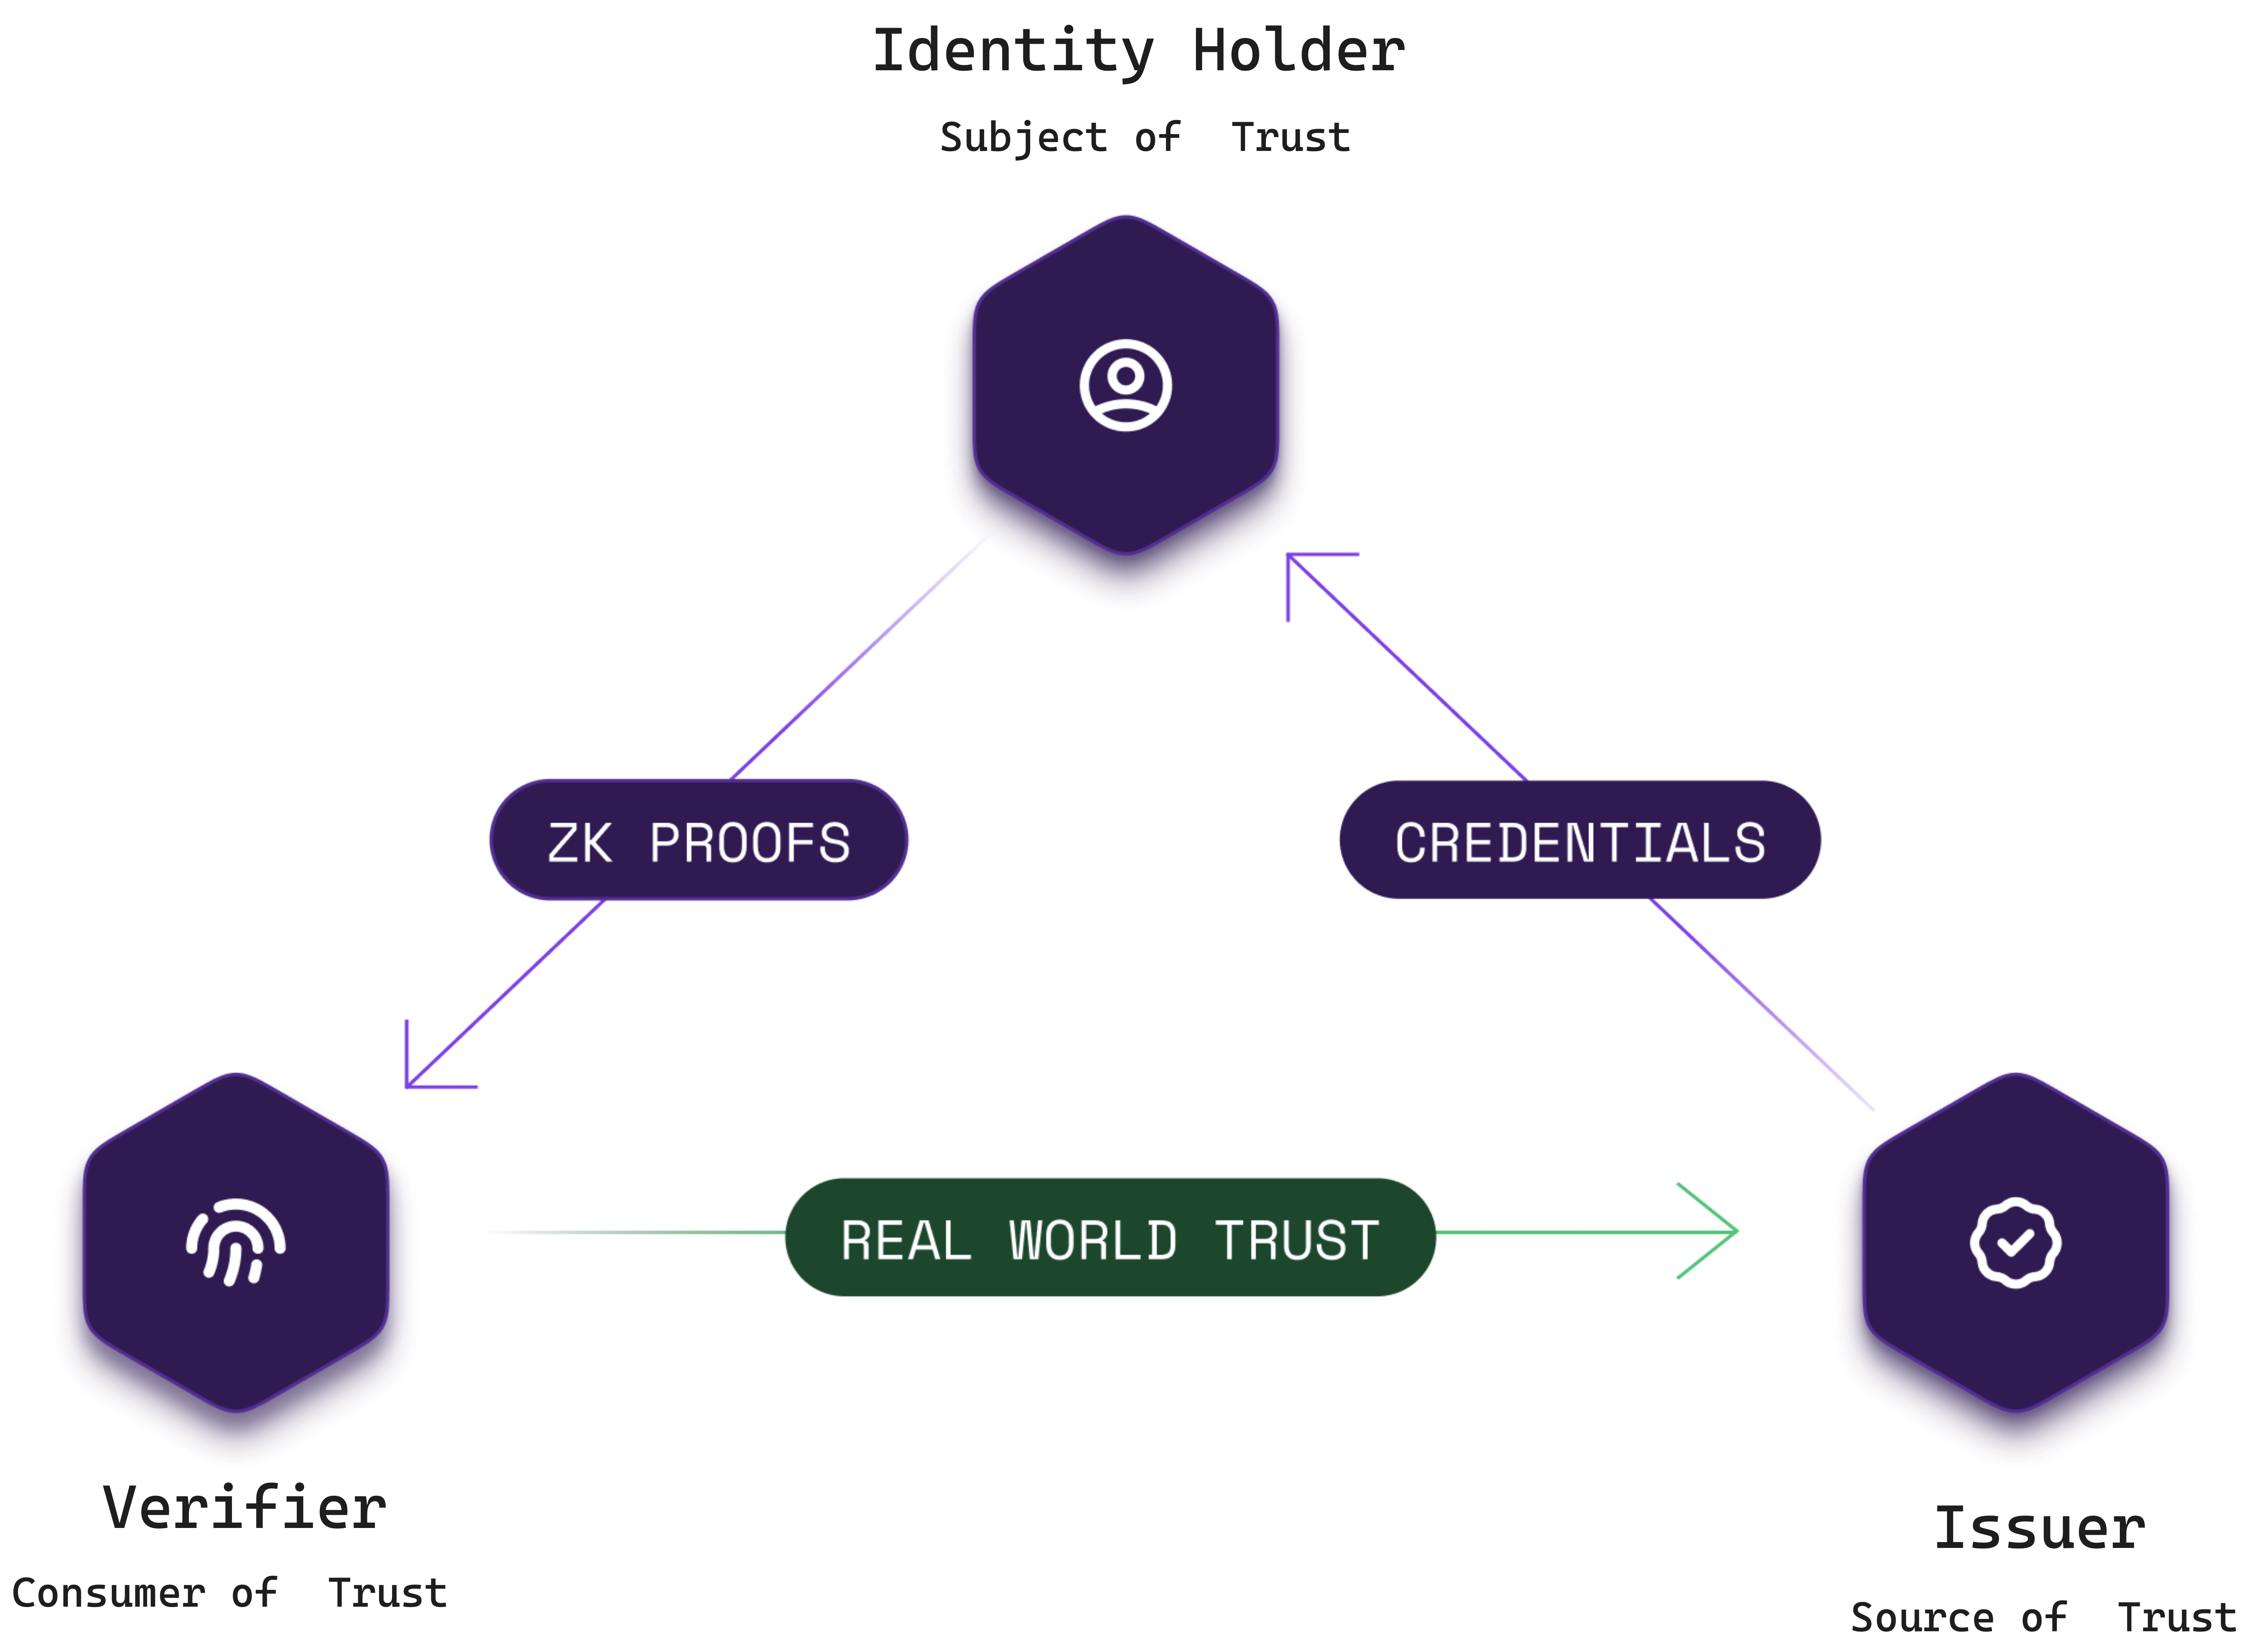 Identity Holder
Subject of Trust
ZK PROOFS
CREDENTIALS
REAL WORLD TRUST
Verifier
Consumer of Trust
Issuer
Source of Trust